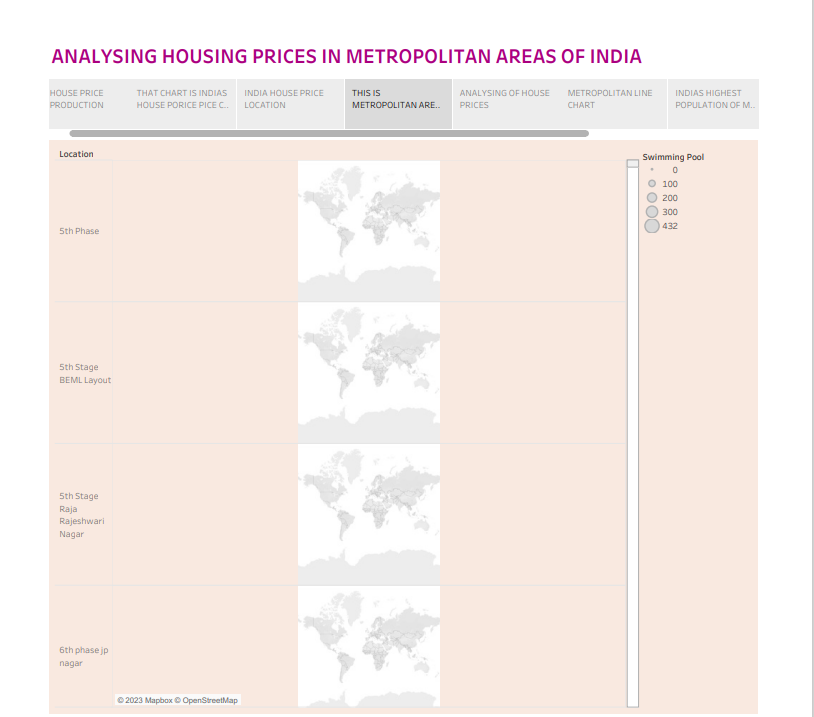 ANALYSING HOUSING PRICES IN METROPOLITAN AREAS OF INDIA
HOUSE PRICE
PRODUCTION
THAT CHART IS INDIAS
HOUSE PORICE PICE C..
INDIA HOUSE PRICE
LOCATION
THIS IS
METROPOLITAN ARE..
ANALYSING OF HOUSE
PRICES
METROPOLITAN LINE
CHART
INDIAS HIGHEST
POPULATION OF M..
Location
5th Phase
5th Stage
BEML Layout
5th Stage
Raja
Rajeshwari
Nagar
6th phase jp
nagar
© 2023 Mapbox © OpenStreetMap
Swimming Pool
0
100
200
300
432